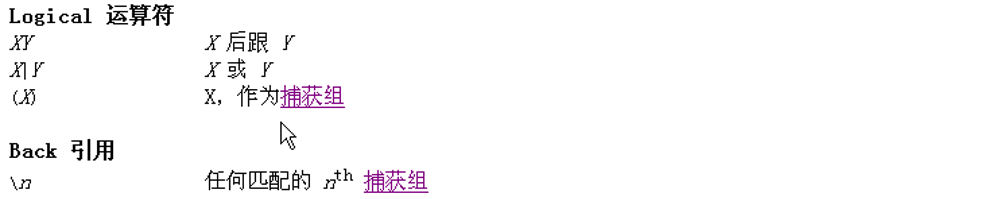 Logical 运算符
XY X 后跟 Y
X|Y X 或 Y
(X) X，作为捕获组
Back 引用
\n 任何匹配的 nth 捕获组